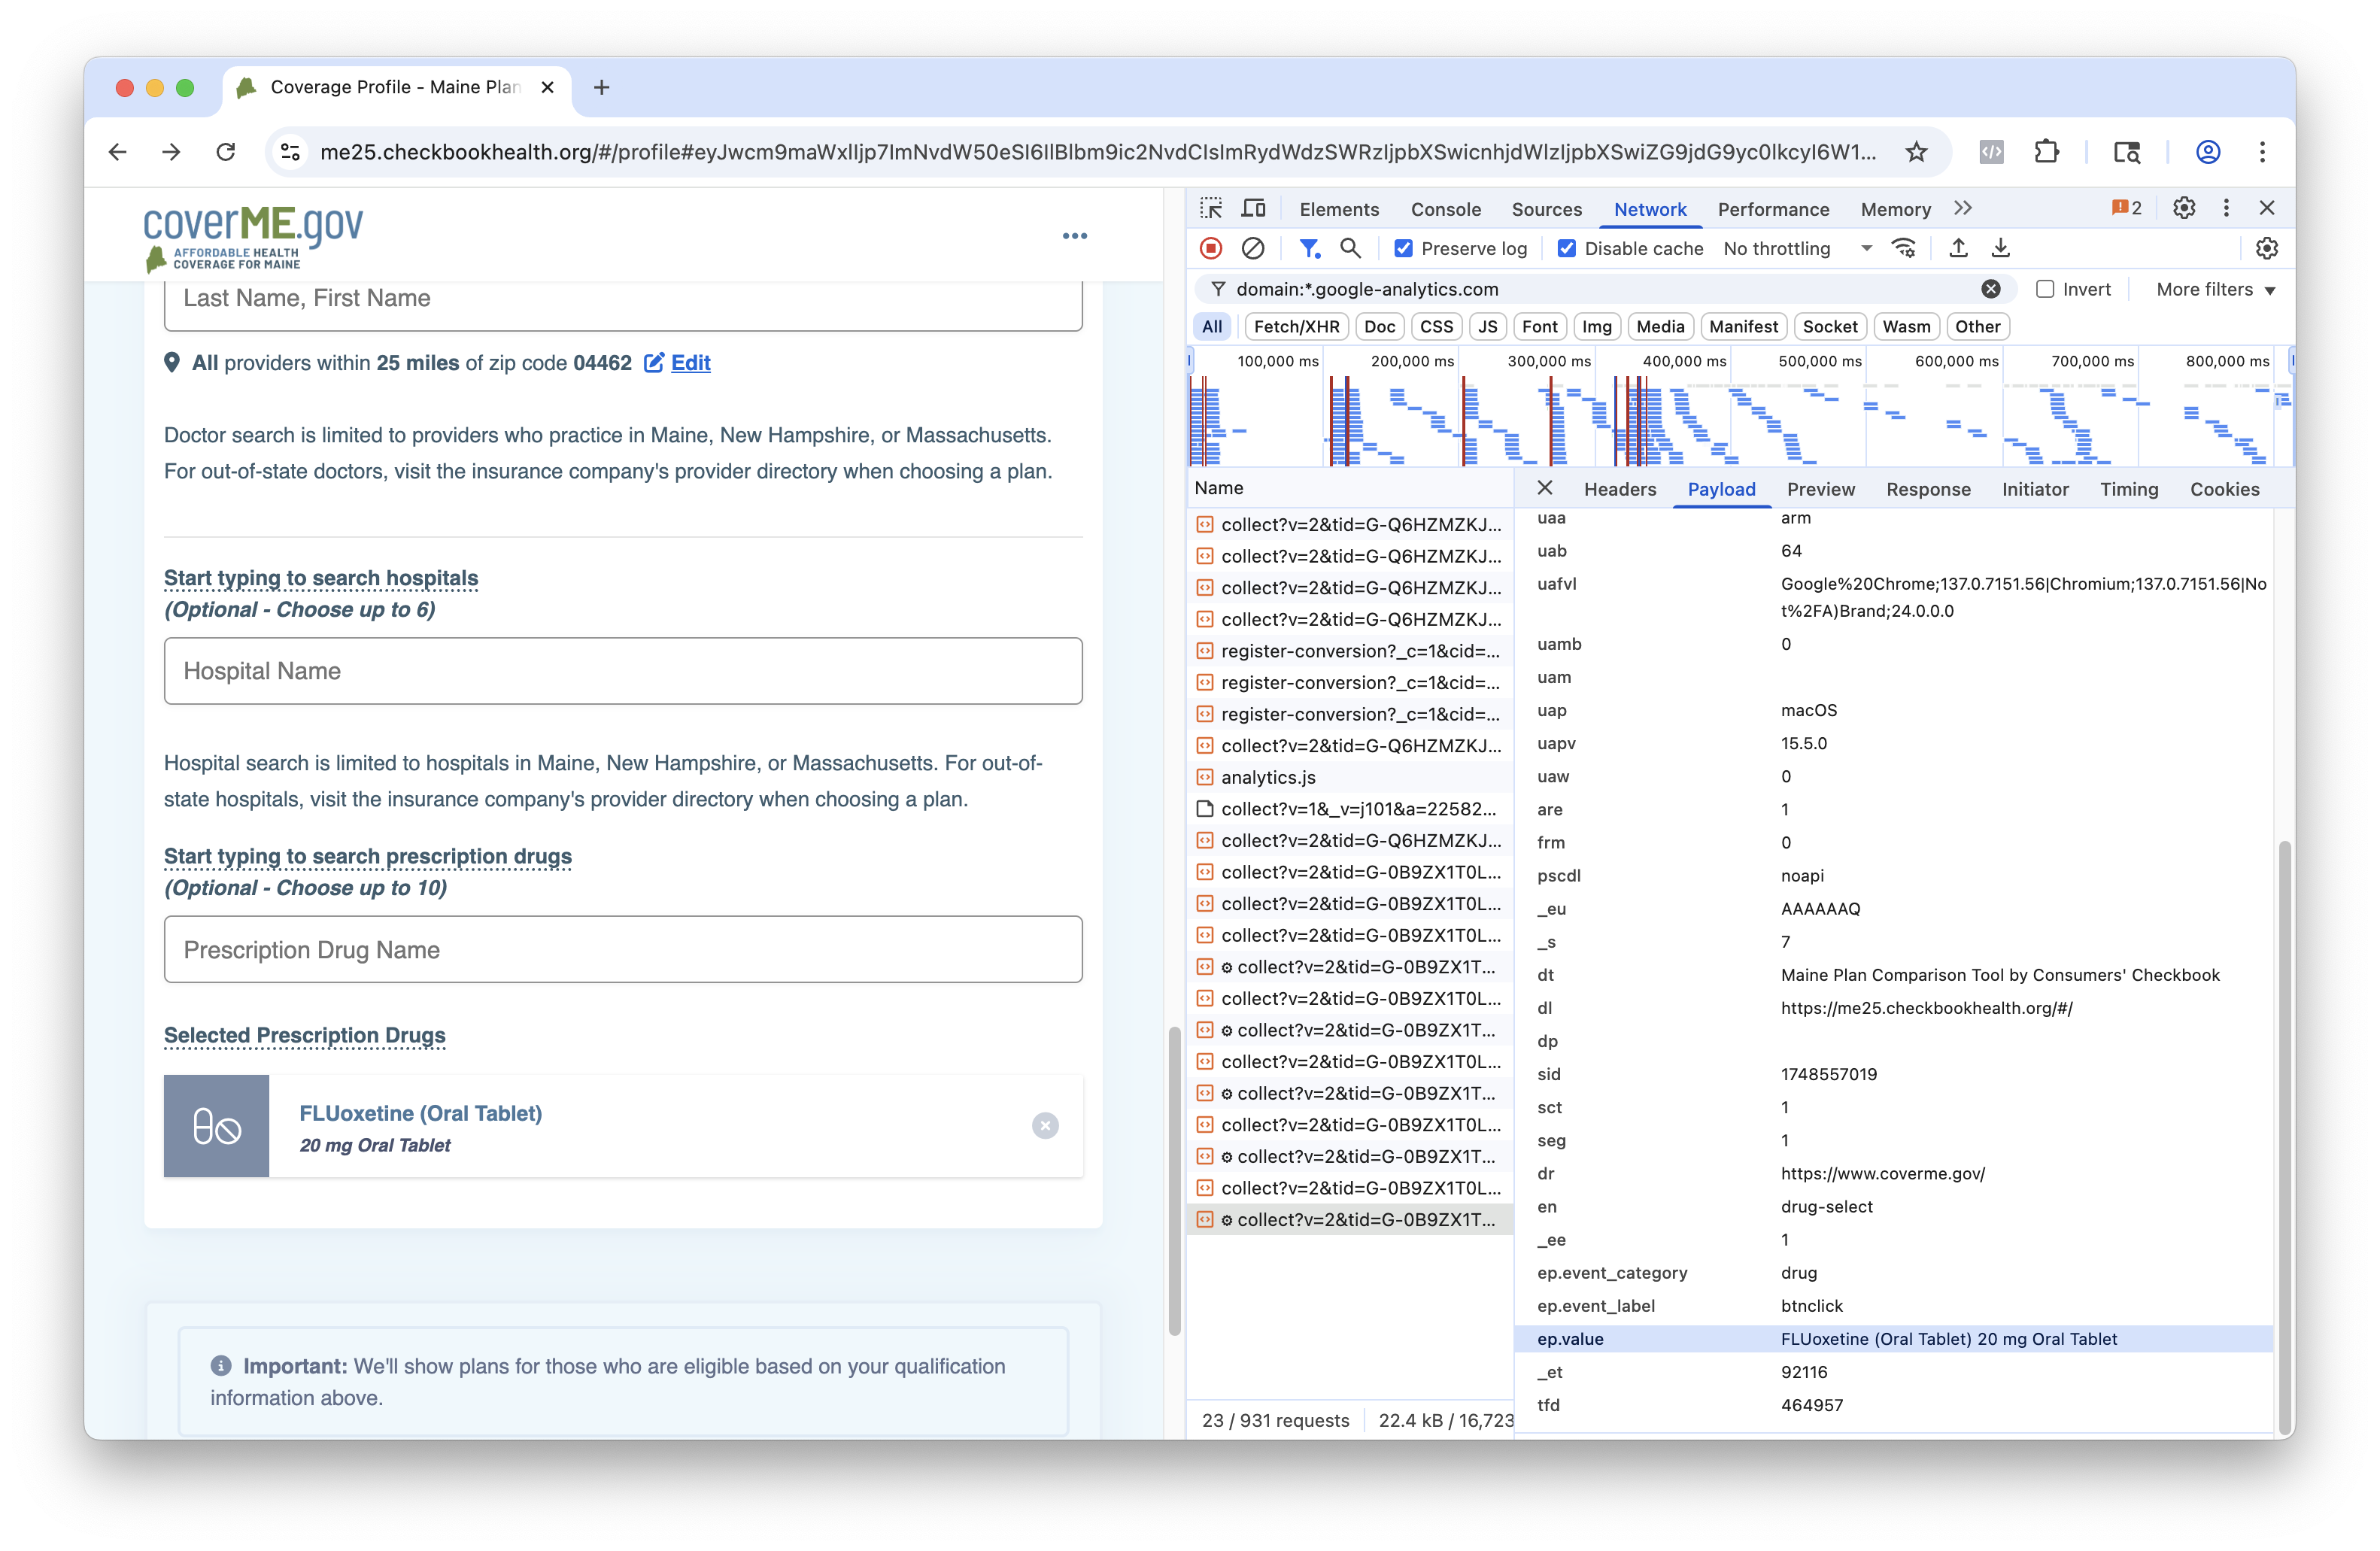 Coverage Profile - Maine Plan
me25.checkbookhealth.org/#/profile#eyJwcm9maWxlIjp7ImNvdW50eSI6IlBlbm9ic2NvdCIsImRydWdzSWRzIjpbXSwicnhjdWlzIjpbXSwiZG9jdG9yc0lkcyI6W1...
coverME.gov
AFFORDABLE HEALTH
COVERAGE FOR MAINE
Last Name, First Name
All providers within 25 miles of zip code 04462 Edit
Doctor search is limited to providers who practice in Maine, New Hampshire, or Massachusetts.
For out-of-state doctors, visit the insurance company's provider directory when choosing a plan.
Start typing to search hospitals
(Optional - Choose up to 6)
Hospital Name
Hospital search is limited to hospitals in Maine, New Hampshire, or Massachusetts. For out-of-
state hospitals, visit the insurance company's provider directory when choosing a plan.
Start typing to search prescription drugs
(Optional - Choose up to 10)
Prescription Drug Name
Selected Prescription Drugs
FLUoxetine (Oral Tablet)
20 mg Oral Tablet
Important: We'll show plans for those who are eligible based on your qualification
information above.
Elements Console Sources Network Performance Memory 2
Preserve log Disable cache No throttling
domain:*.google-analytics.com Invert More filters
All Fetch/XHR Doc CSS JS Font Img Media Manifest Socket Wasm Other
100,000 ms 200,000 ms 300,000 ms 400,000 ms 500,000 ms 600,000 ms 700,000 ms 800,000 ms
Name
collect?v=2&tid=G-Q6HZMZKJ...
collect?v=2&tid=G-Q6HZMZKJ...
collect?v=2&tid=G-Q6HZMZKJ...
collect?v=2&tid=G-Q6HZMZKJ...
register-conversion?_c=1&cid=...
register-conversion?_c=1&cid=...
register-conversion?_c=1&cid=...
collect?v=2&tid=G-Q6HZMZKJ...
analytics.js
collect?v=1&_v=j101&a=22582...
collect?v=2&tid=G-Q6HZMZKJ...
collect?v=2&tid=G-0B9ZX1T0L...
collect?v=2&tid=G-0B9ZX1T0L...
collect?v=2&tid=G-0B9ZX1T0L...
collect?v=2&tid=G-0B9ZX1T...
collect?v=2&tid=G-0B9ZX1T0L...
collect?v=2&tid=G-0B9ZX1T...
collect?v=2&tid=G-0B9ZX1T0L...
collect?v=2&tid=G-0B9ZX1T...
collect?v=2&tid=G-0B9ZX1T0L...
collect?v=2&tid=G-0B9ZX1T...
collect?v=2&tid=G-0B9ZX1T0L...
collect?v=2&tid=G-0B9ZX1T...
23 / 931 requests 22.4 kB / 16,723
Headers Payload Preview Response Initiator Timing Cookies
uaa arm
uab 64
uafvl Google%20Chrome;137.0.7151.56|Chromium;137.0.7151.56|No
t%2FA)Brand;24.0.0.0
uamb 0
uam
uap macOS
uapv 15.5.0
uaw 0
are 1
frm 0
pscdl noapi
_eu AAAAAAQ
_s 7
dt Maine Plan Comparison Tool by Consumers' Checkbook
dl https://me25.checkbookhealth.org/#/
dp
sid 1748557019
sct 1
seg 1
dr https://www.coverme.gov/
en drug-select
_ee 1
ep.event_category drug
ep.event_label btnclick
ep.value FLUoxetine (Oral Tablet) 20 mg Oral Tablet
_et 92116
tfd 464957